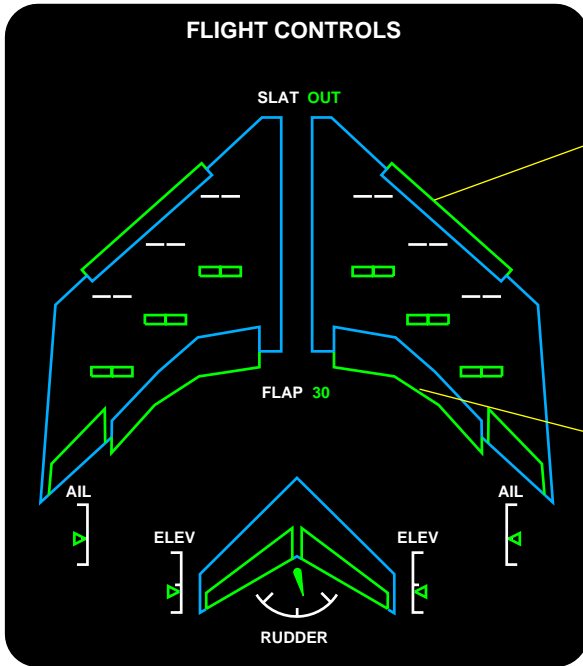 FLIGHT CONTROLS
SLAT OUT
FLAP 30
AIL
AIL
ELEV
ELEV
RUDDER